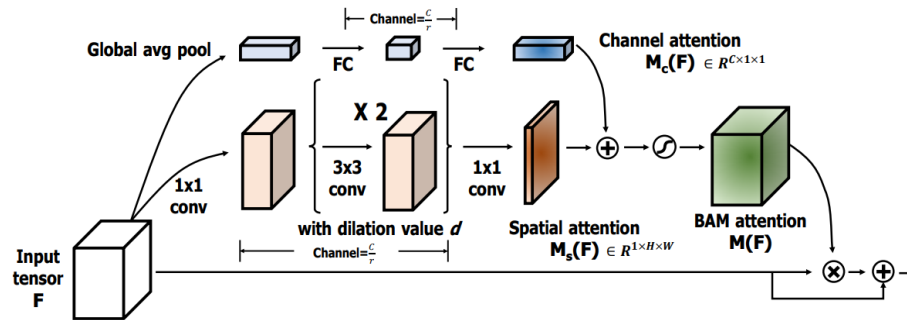 Channel=C/r
Global avg pool
FC
FC
Channel attention
Mc(F) ∈ R^C×1×1
X 2
1x1
conv
3x3
conv
1x1
conv
with dilation value d
Channel=C/r
Spatial attention
Ms(F) ∈ R^1×H×W
BAM attention
M(F)
Input
tensor
F